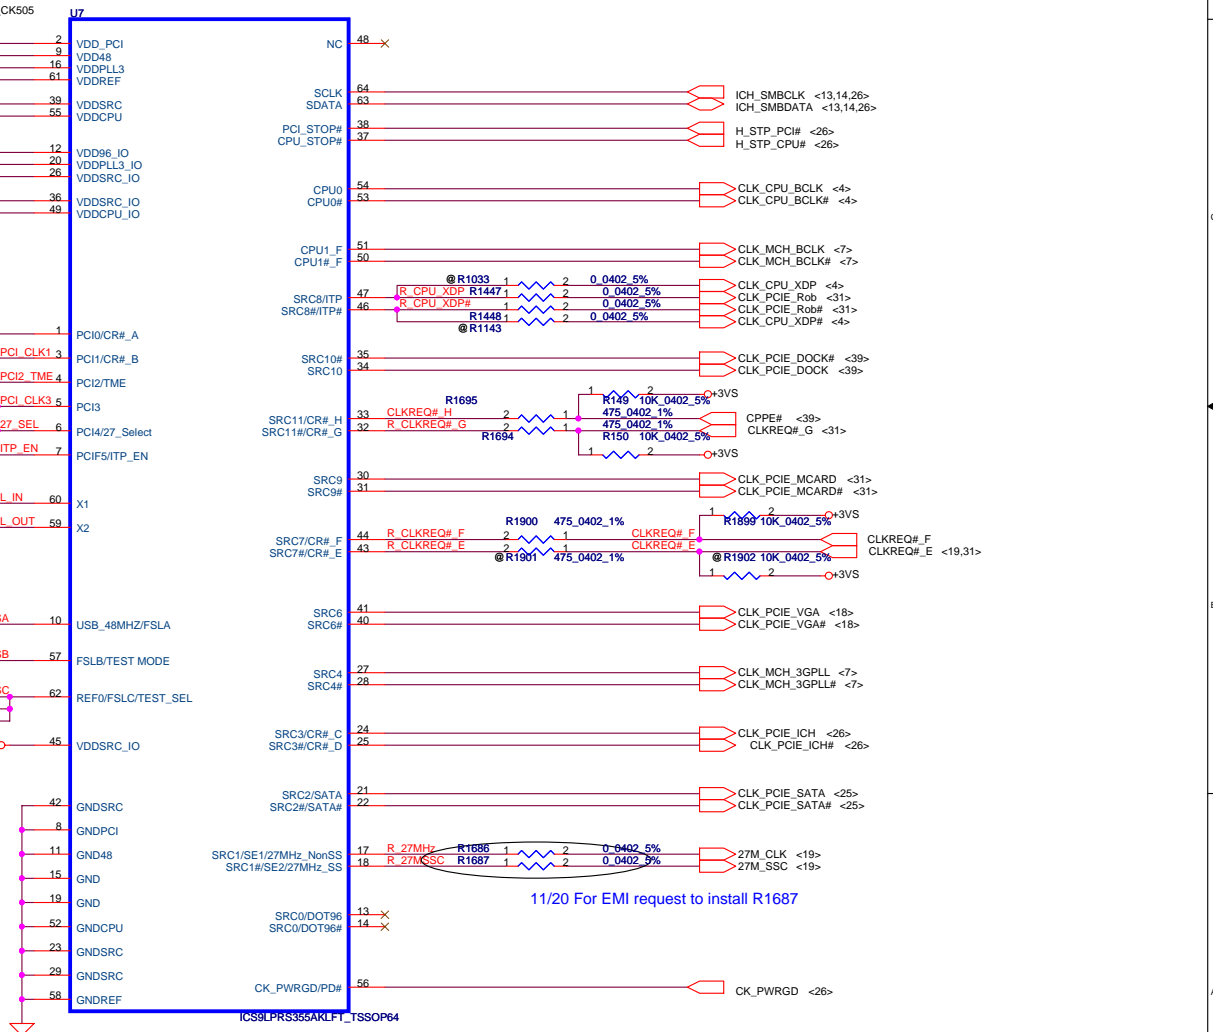 _CK505
U7
2 VDD_PCI NC 48
9 VDD48
16 VDDPLL3
61 VDDREF
SCLK 64 ICH_SMBCLK <13,14,26>
39 VDDSRC SDATA 63 ICH_SMBDATA <13,14,26>
55 VDDCPU
PCI_STOP# 38 H_STP_PCI# <26>
CPU_STOP# 37 H_STP_CPU# <26>
12 VDD96_IO
20 VDDPLL3_IO
26 VDDSRC_IO
CPU0 54 CLK_CPU_BCLK <4>
36 VDDSRC_IO CPU0# 53 CLK_CPU_BCLK# <4>
49 VDDCPU_IO
CPU1_F 51 CLK_MCH_BCLK <7>
CPU1#_F 50 CLK_MCH_BCLK# <7>
@ R1033 1 2 0_0402_5% CLK_CPU_XDP <4>
SRC8/ITP 47 R_CPU_XDP R1447 1 2 0_0402_5% CLK_PCIE_Rob <31>
SRC8#/ITP# 46 R_CPU_XDP# 1 2 0_0402_5% CLK_PCIE_Rob# <31>
R1448 1 2 0_0402_5% CLK_CPU_XDP# <4>
@ R1143
1 PCI0/CR#_A
PCI_CLK1 3 PCI1/CR#_B SRC10# 35 CLK_PCIE_DOCK# <39>
SRC10 34 CLK_PCIE_DOCK <39>
PCI2_TME 4 PCI2/TME
1 2 +3VS
PCI_CLK3 5 PCI3 R1695 R149 10K_0402_5%
SRC11/CR#_H 33 CLKREQ#_H 2 1 475_0402_1% CPPE# <39>
27_SEL 6 PCI4/27_Select SRC11#/CR#_G 32 R_CLKREQ#_G 2 1 475_0402_1% CLKREQ#_G <31>
R1694 R150 10K_0402_5%
ITP_EN 7 PCIF5/ITP_EN 1 2 +3VS
SRC9 30 CLK_PCIE_MCARD <31>
SRC9# 31 CLK_PCIE_MCARD# <31>
L_IN 60 X1
1 2 +3VS
L_OUT 59 X2 R1900 475_0402_1% R1899 10K_0402_5%
SRC7/CR#_F 44 R_CLKREQ#_F 2 1 CLKREQ#_F CLKREQ#_F
SRC7#/CR#_E 43 R_CLKREQ#_E 2 1 CLKREQ#_E CLKREQ#_E <19,31>
@ R1901 475_0402_1% @ R1902 10K_0402_5%
1 2 +3VS
SRC6 41 CLK_PCIE_VGA <18>
SA 10 USB_48MHZ/FSLA SRC6# 40 CLK_PCIE_VGA# <18>
SB 57 FSLB/TEST MODE
SRC4 27 CLK_MCH_3GPLL <7>
SRC4# 28 CLK_MCH_3GPLL# <7>
SC 62 REF0/FSLC/TEST_SEL
SRC3/CR#_C 24 CLK_PCIE_ICH <26>
45 VDDSRC_IO SRC3#/CR#_D 25 CLK_PCIE_ICH# <26>
SRC2/SATA 21 CLK_PCIE_SATA <25>
42 GNDSRC SRC2#/SATA# 22 CLK_PCIE_SATA# <25>
8 GNDPCI
11 GND48 SRC1/SE1/27MHz_NonSS 17 R_27MHz R1686 1 2 0_0402_5% 27M_CLK <19>
SRC1#/SE2/27MHz_SS 18 R_27MSSC R1687 1 2 0_0402_5% 27M_SSC <19>
15 GND
19 GND 11/20 For EMI request to install R1687
SRC0/DOT96 13
52 GNDCPU SRC0/DOT96# 14
23 GNDSRC
29 GNDSRC
CK_PWRGD/PD# 56 CK_PWRGD <26>
58 GNDREF
ICS9LPRS355AKLFT_TSSOP64